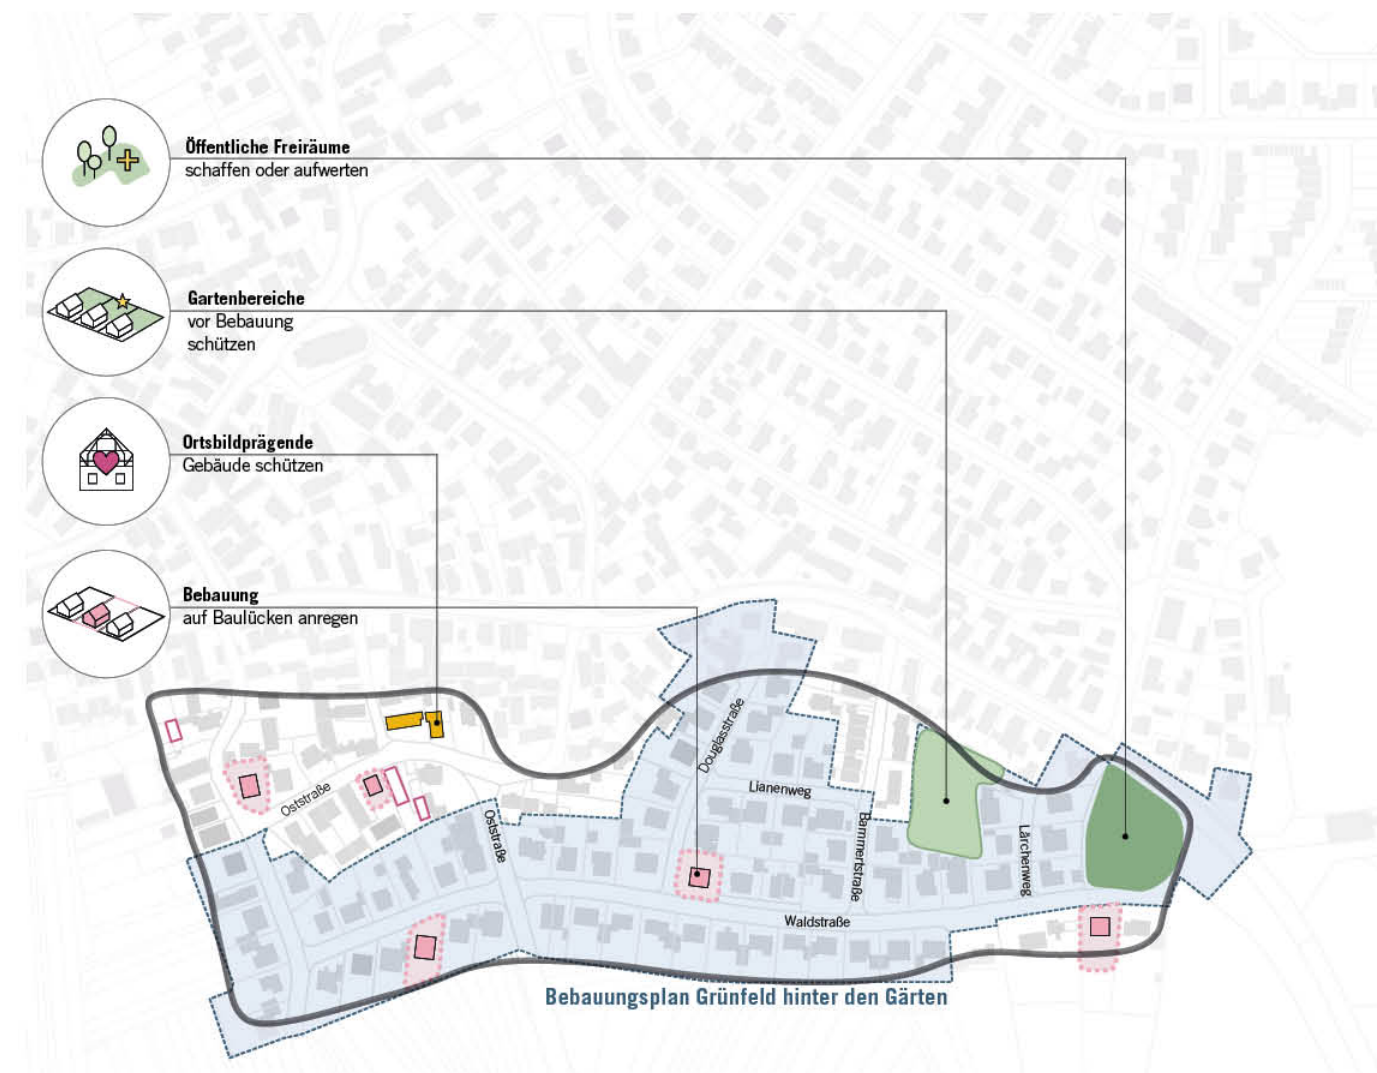 Öffentliche Freiräume
schaffen oder aufwerten
Gartenbereiche
vor Bebauung
schützen
Ortsbildprägende
Gebäude schützen
Bebauung
auf Baulücken anregen
Douglasstraße
Lianenweg
Oststraße
Oststraße
Bammertstraße
Lärchenweg
Waldstraße
Bebauungsplan Grünfeld hinter den Gärten